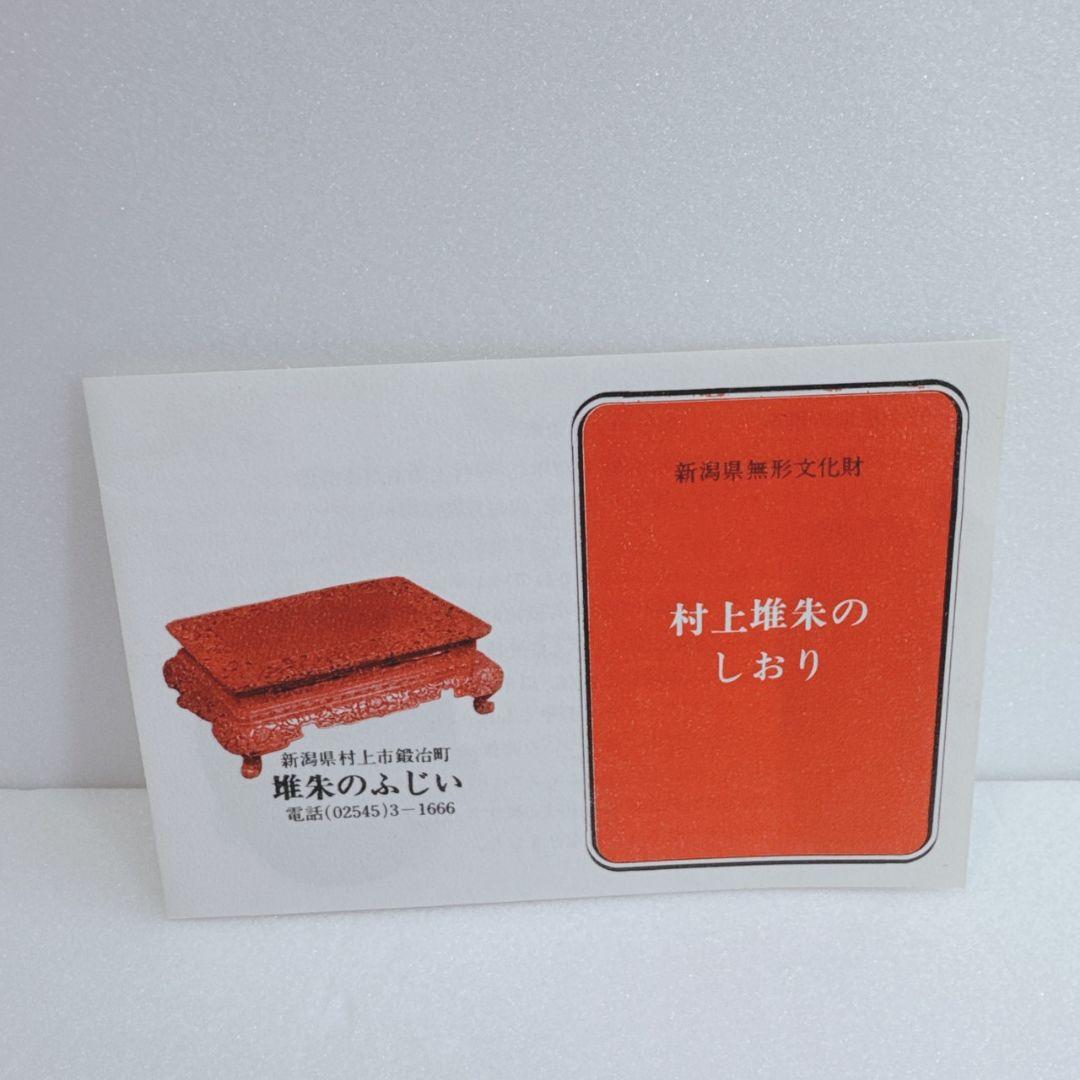 新潟県無形文化財
村上堆朱の
しおり
新潟県村上市鍛冶町
堆朱のふじい
電話(02545)3－1666